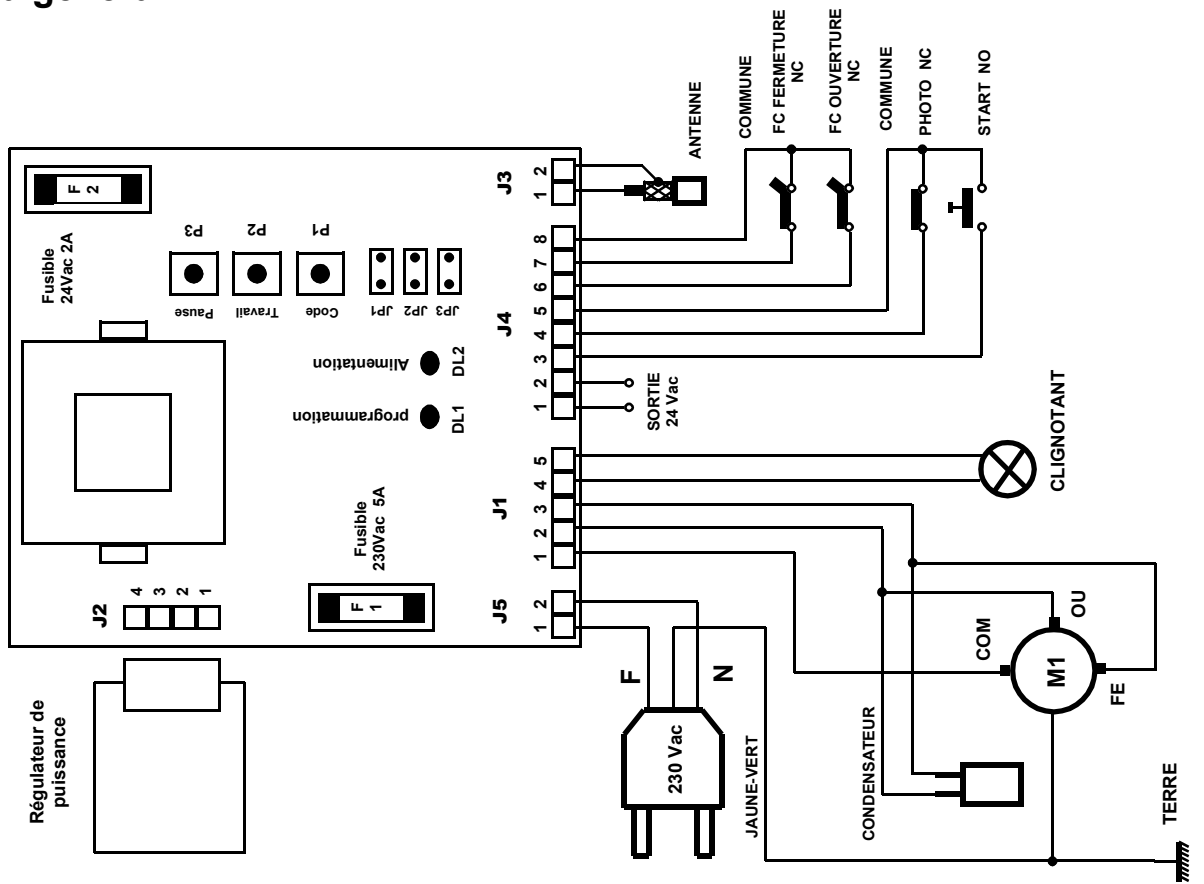 F
2
Fusible
24Vac 2A
P3
P2
P1
Pause
Travail
Code
JP1
JP2
JP3
Alimentation
DL2
programmation
DL1
Fusible
230Vac 5A
F
1
J2
4
3
2
1
J3
2
1
J4
8
7
6
5
4
3
2
1
J1
5
4
3
2
1
J5
2
1
ANTENNE
COMMUNE
FC FERMETURE
NC
FC OUVERTURE
NC
COMMUNE
PHOTO NC
START NO
SORTIE
24 Vac
CLIGNOTANT
Régulateur de
puissance
F
N
230 Vac
JAUNE-VERT
CONDENSATEUR
COM
OU
M1
FE
TERRE